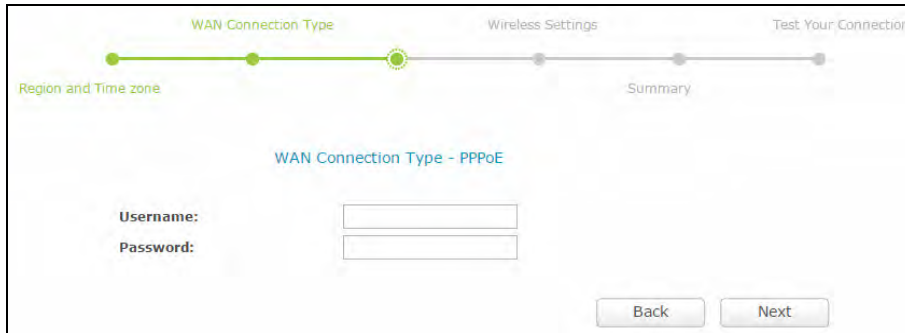 WAN Connection Type Wireless Settings Test Your Connection
Region and Time zone Summary
WAN Connection Type - PPPoE
Username:
Password:
Back Next